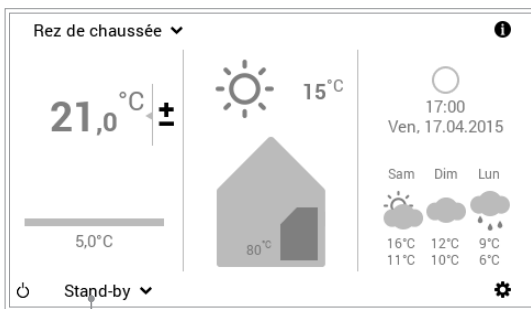 Rez de chaussée
21,0 °C ±
5,0°C
Stand-by
15°C
80°C
17:00
Ven, 17.04.2015
Sam Dim Lun
16°C 12°C 9°C
11°C 10°C 6°C